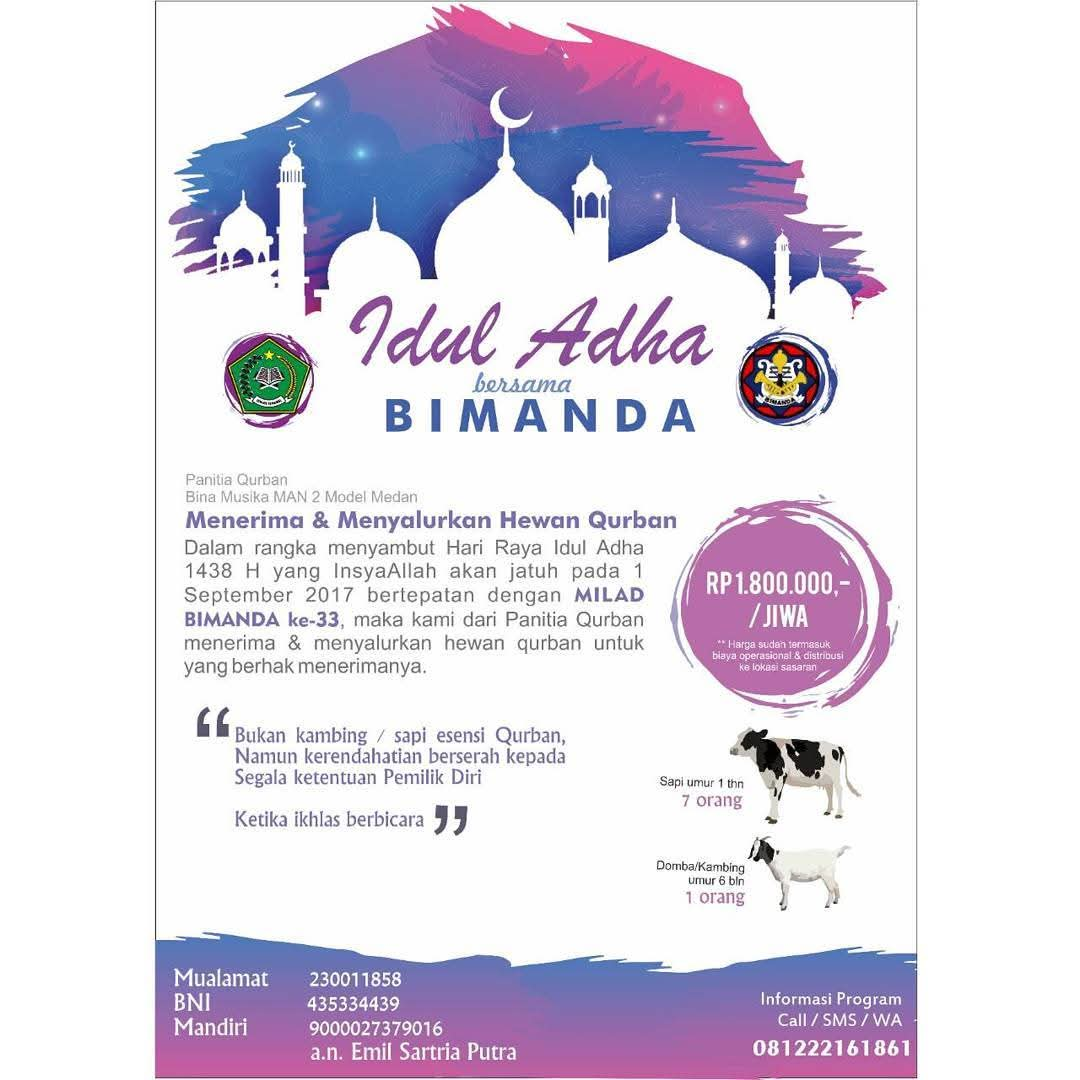 Idul Adha
bersama
BIMANDA
BIMANDA
Panitia Qurban
Bina Musika MAN 2 Model Medan
Menerima & Menyalurkan Hewan Qurban
Dalam rangka menyambut Hari Raya Idul Adha
1438 H yang InsyaAllah akan jatuh pada 1
September 2017 bertepatan dengan MILAD
BIMANDA ke-33, maka kami dari Panitia Qurban
menerima & menyalurkan hewan qurban untuk
yang berhak menerimanya.
RP 1.800.000,-
/ JIWA
** Harga sudah termasuk
biaya operasional & distribusi
ke lokasi sasaran
“Bukan kambing / sapi esensi Qurban,
Namun kerendahatian berserah kepada
Segala ketentuan Pemilik Diri
Ketika ikhlas berbicara”
Sapi umur 1 thn
7 orang
Domba/Kambing
umur 6 bln
1 orang
Mualamat 230011858
BNI 435334439
Mandiri 9000027379016
a.n. Emil Sartria Putra
Informasi Program
Call / SMS / WA
081222161861